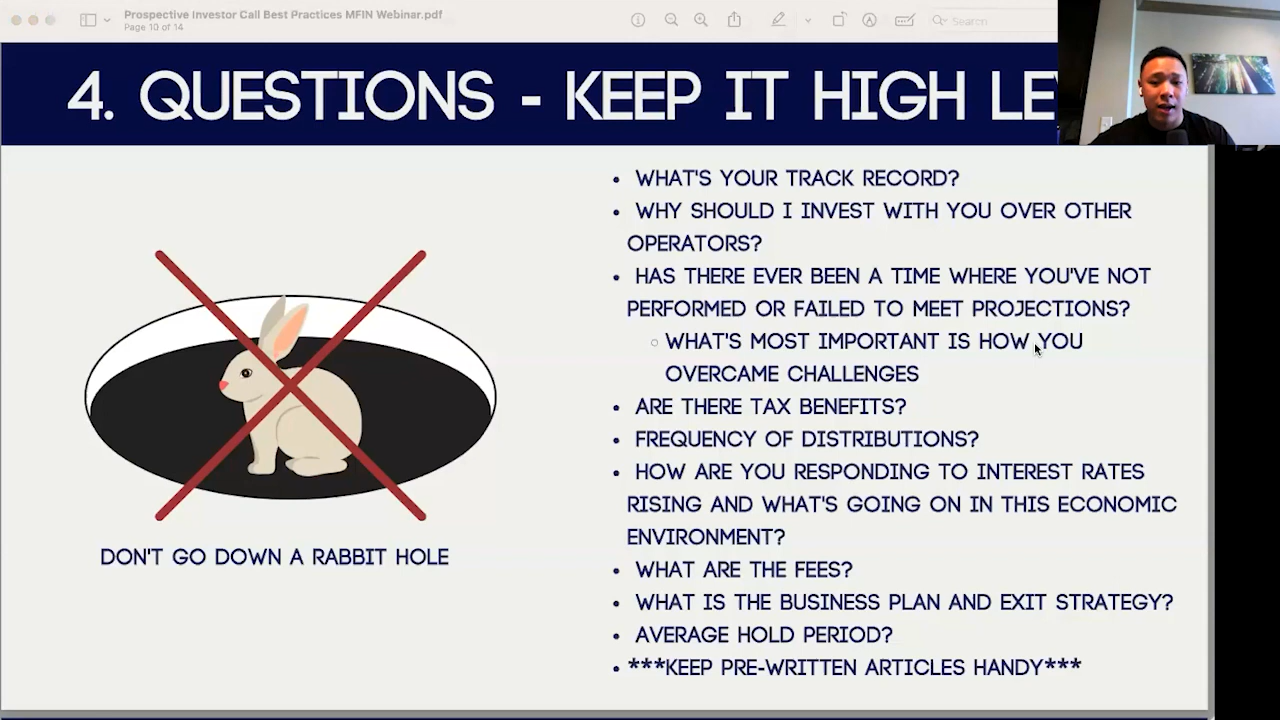 Prospective Investor Call Best Practices MFIN Webinar.pdf
Page 10 of 14
Search
4. QUESTIONS - KEEP IT HIGH LE
• WHAT'S YOUR TRACK RECORD?
• WHY SHOULD I INVEST WITH YOU OVER OTHER
OPERATORS?
• HAS THERE EVER BEEN A TIME WHERE YOU'VE NOT
PERFORMED OR FAILED TO MEET PROJECTIONS?
○ WHAT'S MOST IMPORTANT IS HOW YOU
OVERCAME CHALLENGES
• ARE THERE TAX BENEFITS?
• FREQUENCY OF DISTRIBUTIONS?
• HOW ARE YOU RESPONDING TO INTEREST RATES
RISING AND WHAT'S GOING ON IN THIS ECONOMIC
ENVIRONMENT?
• WHAT ARE THE FEES?
• WHAT IS THE BUSINESS PLAN AND EXIT STRATEGY?
• AVERAGE HOLD PERIOD?
• ***KEEP PRE-WRITTEN ARTICLES HANDY***
DON'T GO DOWN A RABBIT HOLE